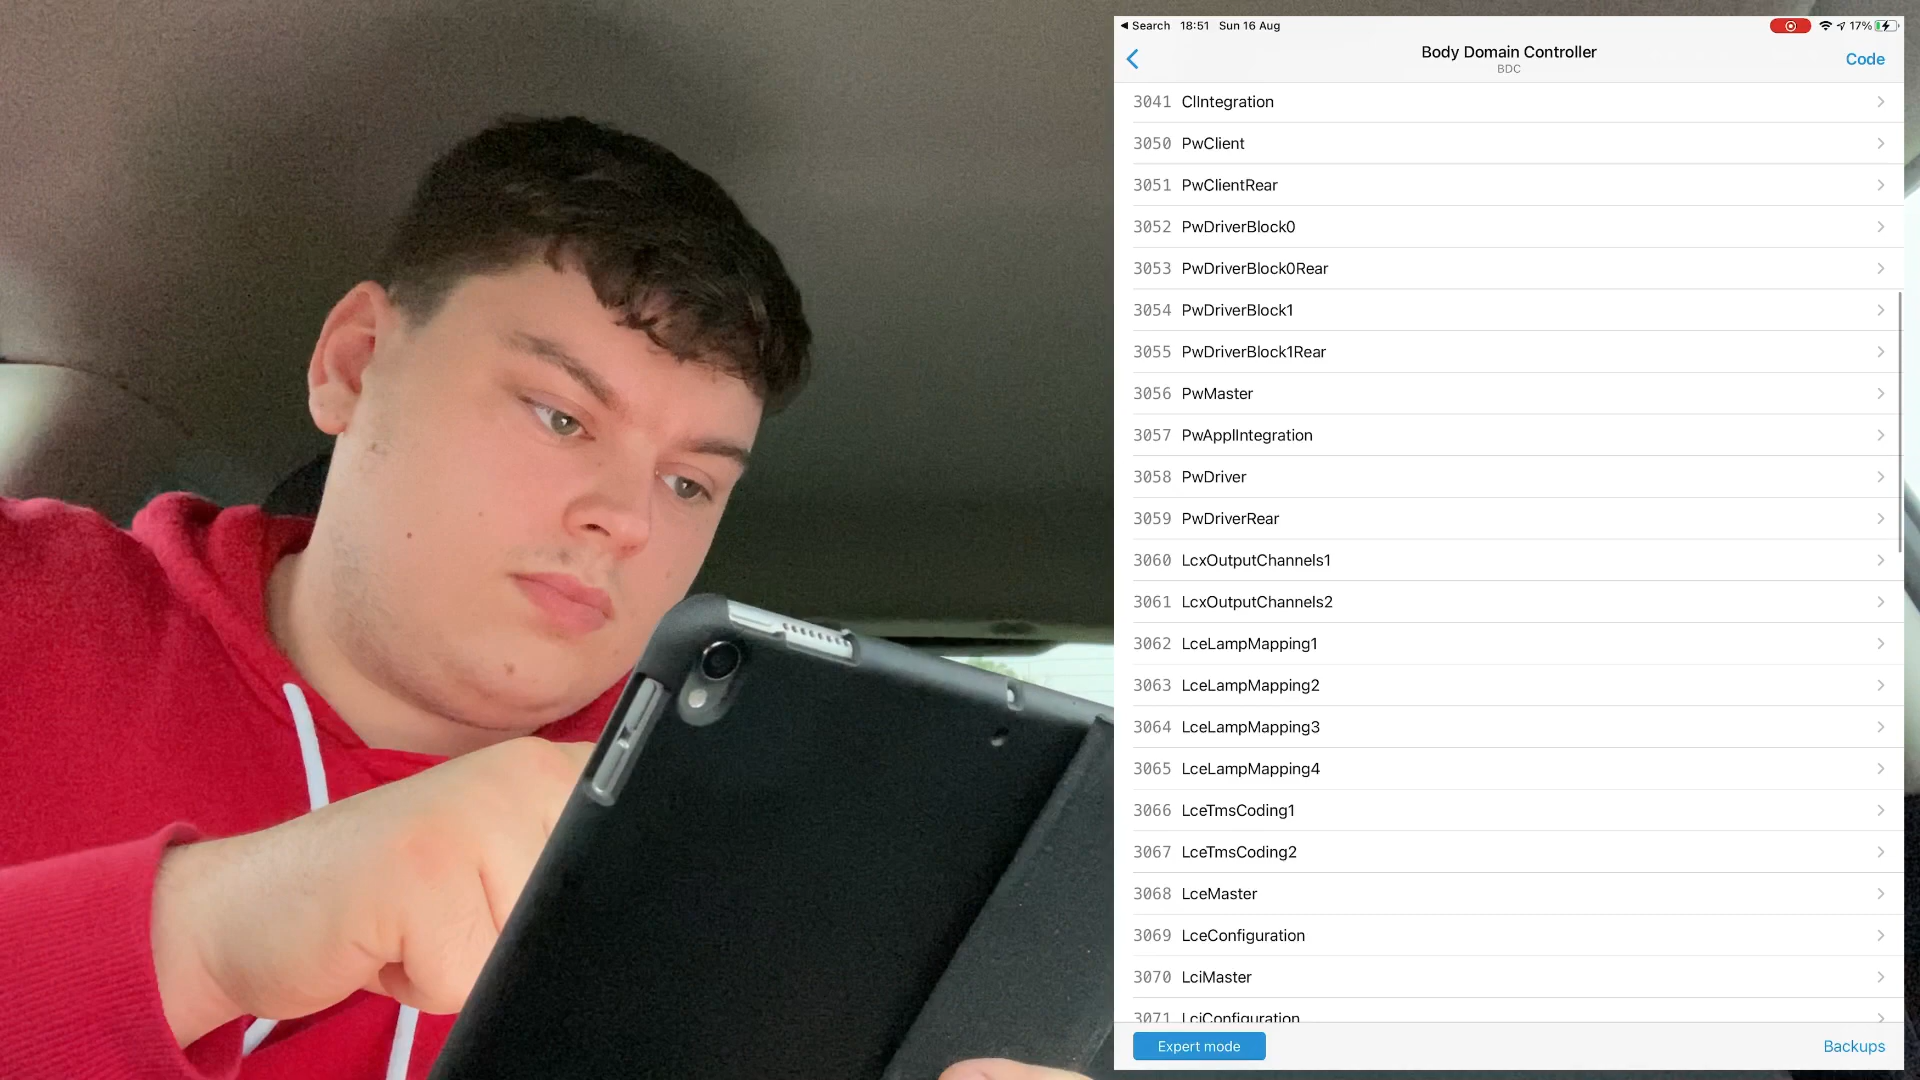 Search 18:51 Sun 16 Aug 17%
Body Domain Controller
BDC
Code
3041 ClIntegration
3050 PwClient
3051 PwClientRear
3052 PwDriverBlock0
3053 PwDriverBlock0Rear
3054 PwDriverBlock1
3055 PwDriverBlock1Rear
3056 PwMaster
3057 PwApplIntegration
3058 PwDriver
3059 PwDriverRear
3060 LcxOutputChannels1
3061 LcxOutputChannels2
3062 LceLampMapping1
3063 LceLampMapping2
3064 LceLampMapping3
3065 LceLampMapping4
3066 LceTmsCoding1
3067 LceTmsCoding2
3068 LceMaster
3069 LceConfiguration
3070 LciMaster
3071 LciConfiguration
Expert mode
Backups